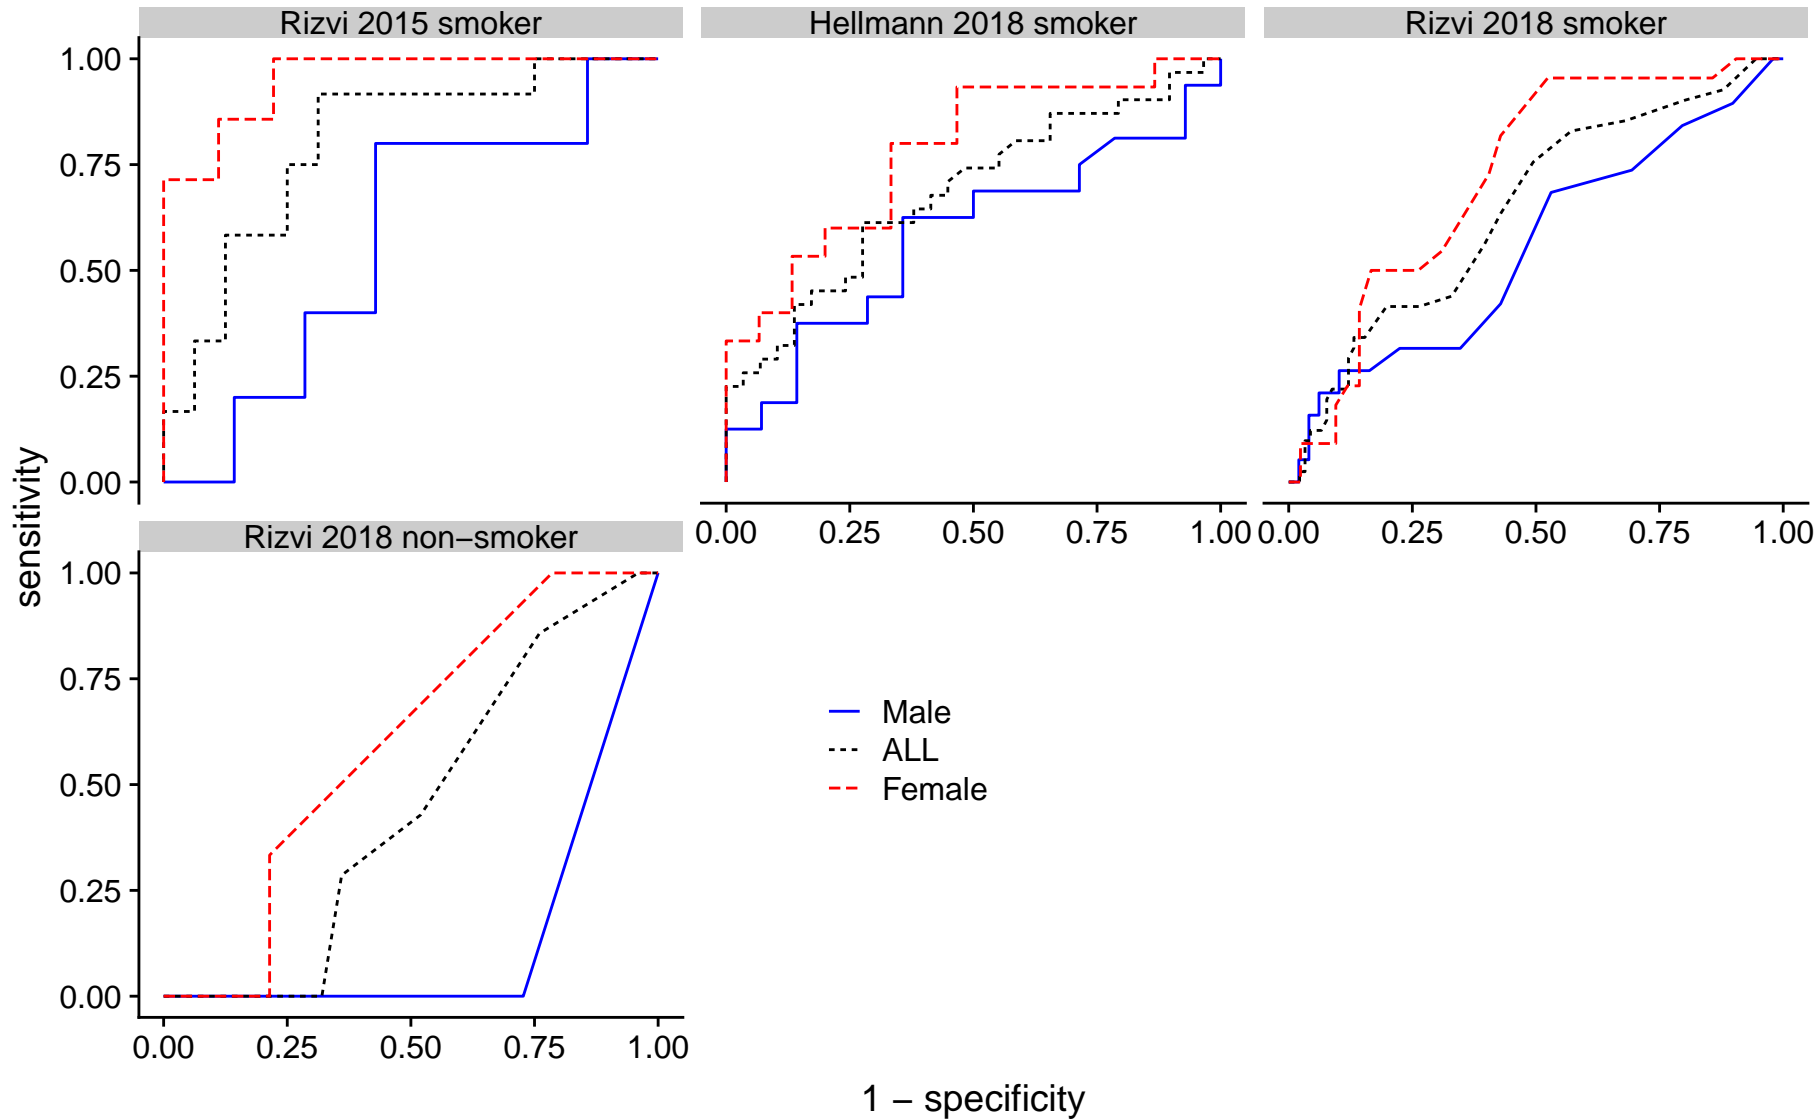 Rizvi 2015 smoker
Hellmann 2018 smoker
Rizvi 2018 smoker
1.00
0.75
0.50
0.25
0.00
0.00 0.25 0.50 0.75 1.00
0.00 0.25 0.50 0.75 1.00
sensitivity
Rizvi 2018 non−smoker
1.00
0.75
0.50
0.25
0.00
0.00 0.25 0.50 0.75 1.00
Male
ALL
Female
1 − specificity